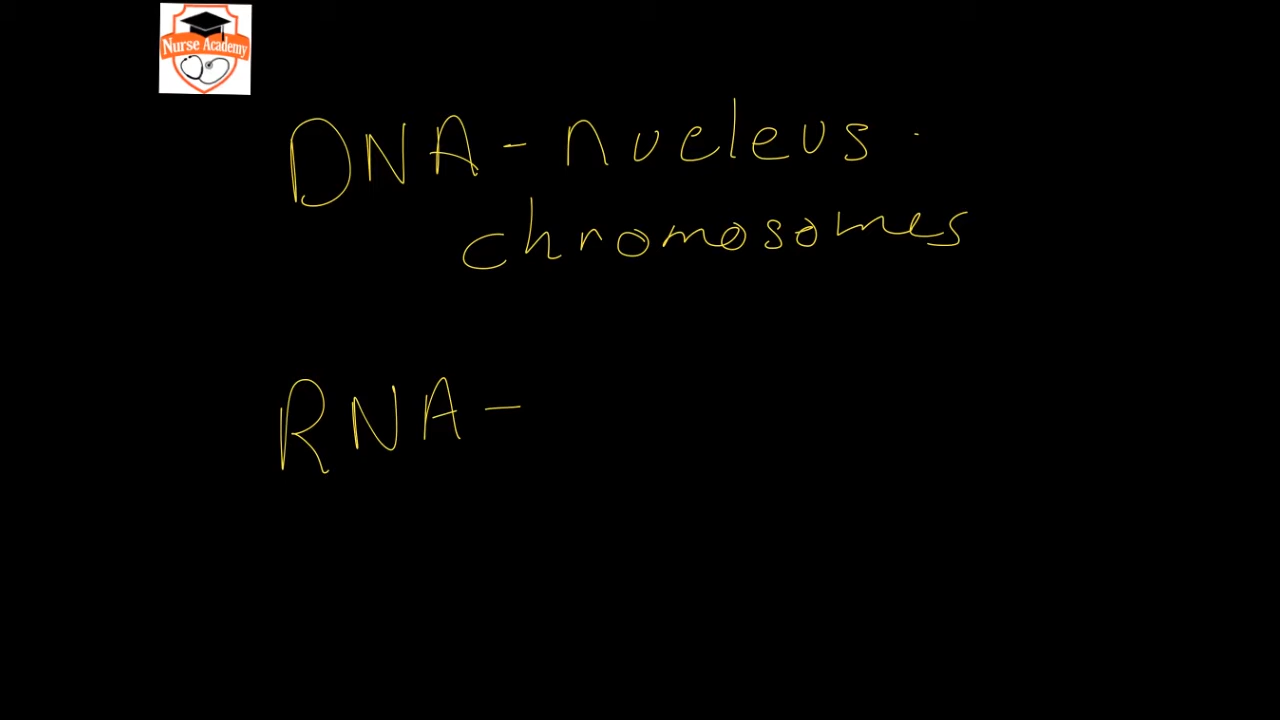 Nurse Academy
DNA - nucleus.
chromosomes
RNA -